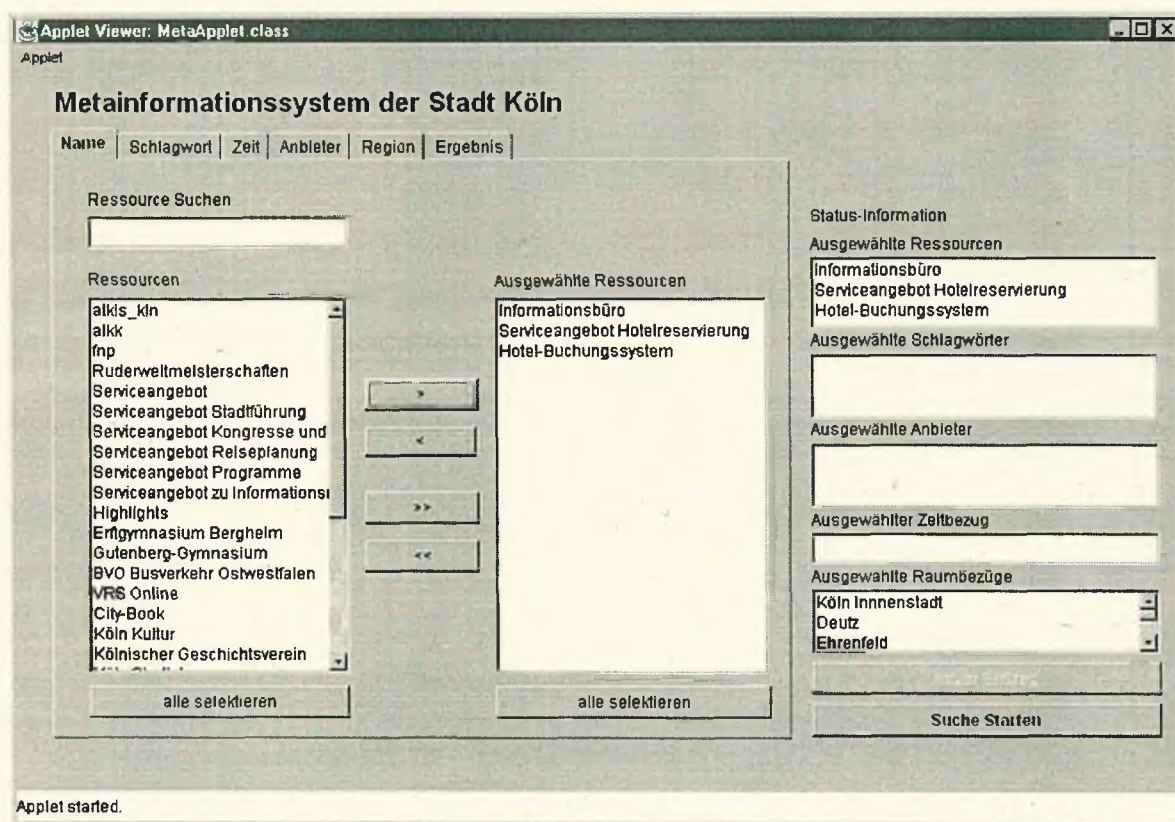 Applet Viewer: MetaApplet.class
Applet
Metainformationssystem der Stadt Köln
Name Schlagwort Zeit Anbieter Region Ergebnis
Ressource Suchen
Ressourcen
alkis_kln
alkk
fnp
Ruderweltmeisterschaften
Serviceangebot
Serviceangebot Stadtführung
Serviceangebot Kongresse und
Serviceangebot Reiseplanung
Serviceangebot Programme
Serviceangebot zu Informations
Highlights
Erftgymnasium Bergheim
Gutenberg-Gymnasium
BVO Busverkehr Ostwestfalen
VRS Online
City-Book
Köln Kultur
Kölnischer Geschichtsverein
alle selektieren
>
<
>>
<<
Ausgewählte Ressourcen
Informationsbüro
Serviceangebot Hotelreservierung
Hotel-Buchungssystem
alle selektieren
Status-Information
Ausgewählte Ressourcen
Informationsbüro
Serviceangebot Hotelreservierung
Hotel-Buchungssystem
Ausgewählte Schlagwörter
Ausgewählte Anbieter
Ausgewählter Zeitbezug
Ausgewählte Raumbezüge
Köln Innnenstadt
Deutz
Ehrenfeld
Suche Starten
Applet started.